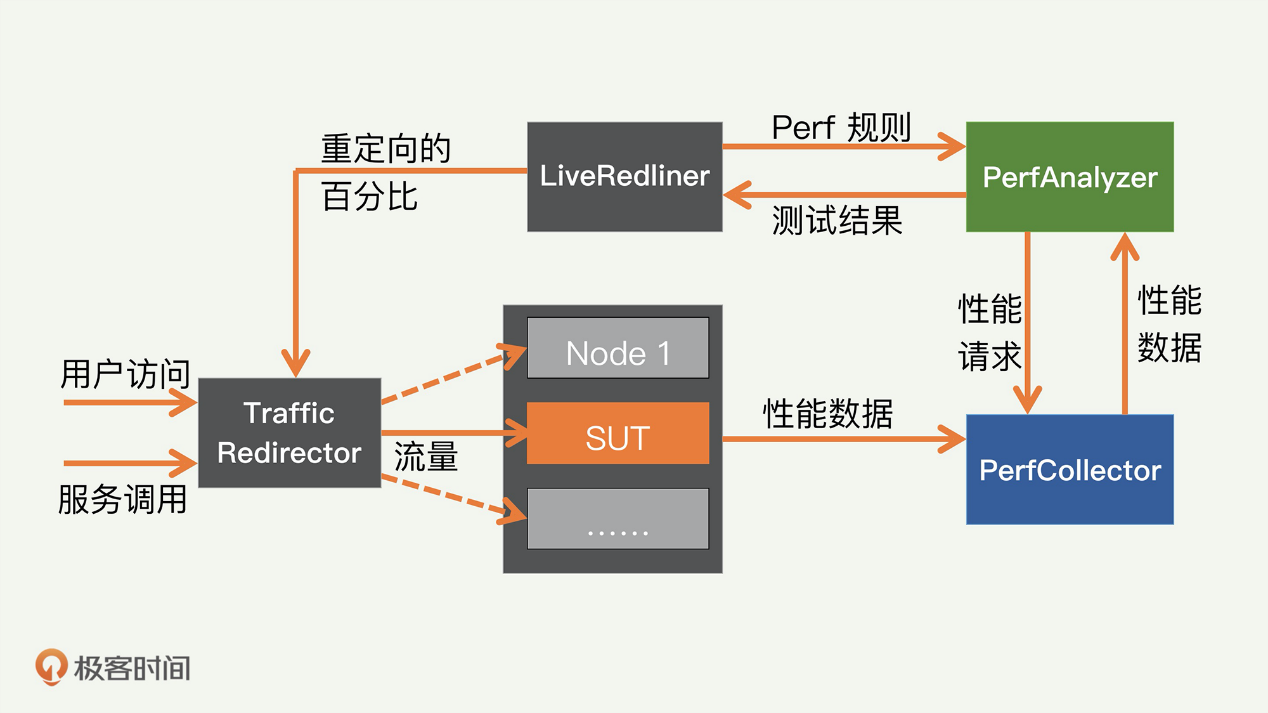 重定向的
百分比
LiveRedliner
Perf 规则
测试结果
PerfAnalyzer
性能
请求
性能
数据
用户访问
服务调用
Traffic
Redirector
流量
Node 1
SUT
......
性能数据
PerfCollector
极客时间